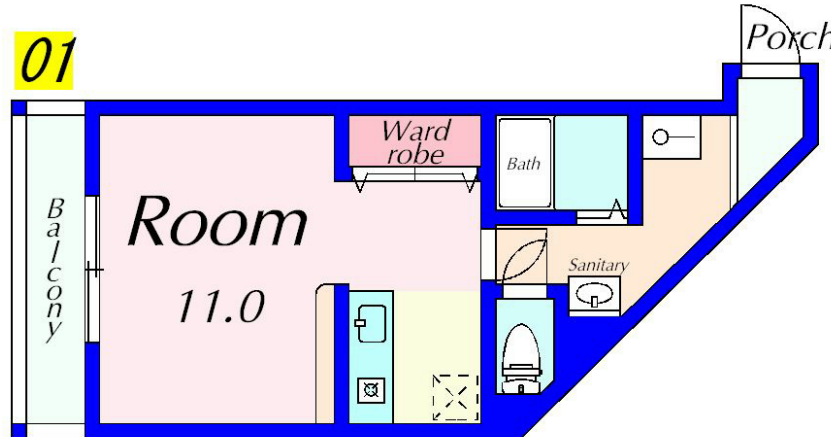 01
Porch
Ward
robe
Bath
Balcony
Room
11.0
Sanitary